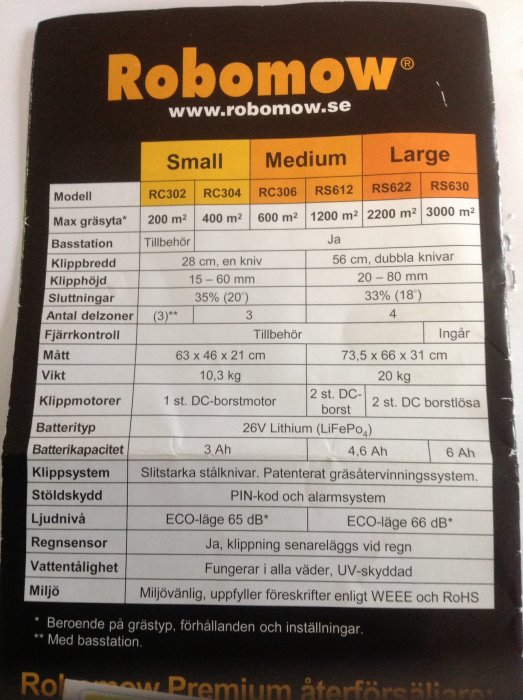 Robomow®
www.robomow.se
Small Medium Large
Modell RC302 RC304 RC306 RS612 RS622 RS630
Max gräsyta* 200 m² 400 m² 600 m² 1200 m² 2200 m² 3000 m²
Basstation Tillbehör Ja
Klippbredd 28 cm, en kniv 56 cm, dubbla knivar
Klipphöjd 15 – 60 mm 20 – 80 mm
Sluttningar 35% (20°) 33% (18°)
Antal delzoner (3)** 3 4
Fjärrkontroll Tillbehör Ingår
Mått 63 x 46 x 21 cm 73,5 x 66 x 31 cm
Vikt 10,3 kg 20 kg
Klippmotorer 1 st. DC-borstmotor 2 st. DC-borst 2 st. DC borstlösa
Batterityp 26V Lithium (LiFePo₄)
Batterikapacitet 3 Ah 4,6 Ah 6 Ah
Klippsystem Slitstarka stålknivar. Patenterat gräsåtervinningssystem.
Stöldskydd PIN-kod och alarmsystem
Ljudnivå ECO-läge 65 dB* ECO-läge 66 dB*
Regnsensor Ja, klippning senareläggs vid regn
Vattentålighet Fungerar i alla väder, UV-skyddad
Miljö Miljövänlig, uppfyller föreskrifter enligt WEEE och RoHS
* Beroende på grästyp, förhållanden och inställningar.
** Med basstation.
Premium